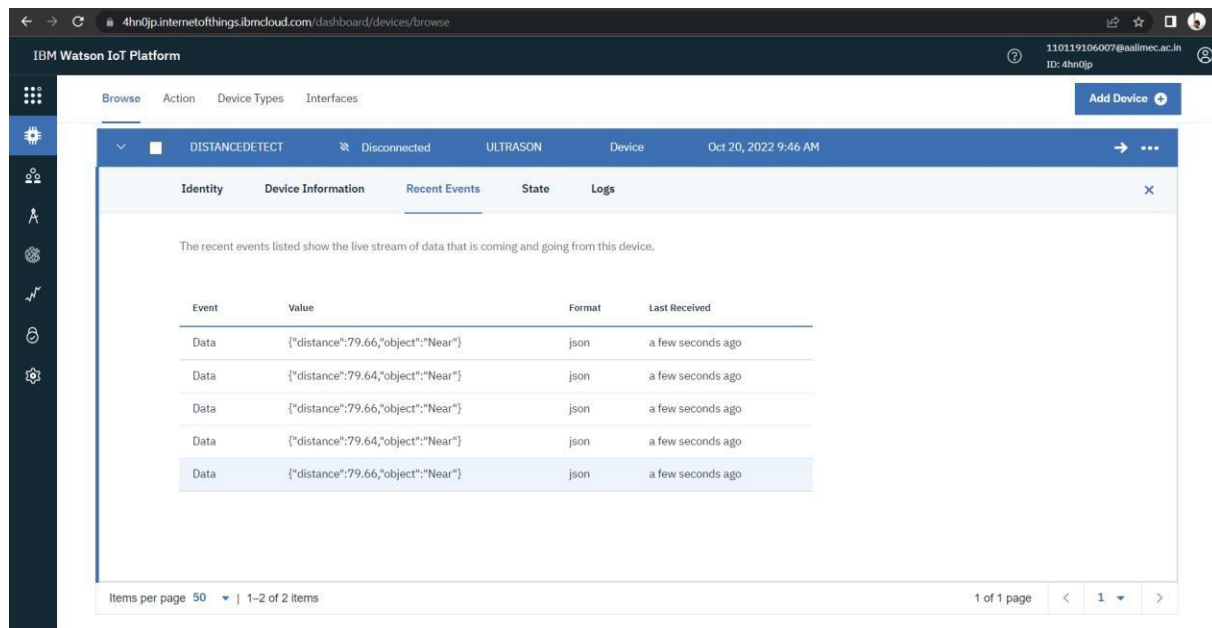 4hn0jp.internetofthings.ibmcloud.com/dashboard/devices/browse
IBM Watson IoT Platform
110119106007@aalimec.ac.in
ID: 4hn0jp
Browse Action Device Types Interfaces Add Device
DISTANCEDETECT Disconnected ULTRASON Device Oct 20, 2022 9:46 AM
Identity Device Information Recent Events State Logs
The recent events listed show the live stream of data that is coming and going from this device.
Event Value Format Last Received
Data {"distance":79.66,"object":"Near"} json a few seconds ago
Data {"distance":79.64,"object":"Near"} json a few seconds ago
Data {"distance":79.66,"object":"Near"} json a few seconds ago
Data {"distance":79.64,"object":"Near"} json a few seconds ago
Data {"distance":79.66,"object":"Near"} json a few seconds ago
Items per page 50 | 1–2 of 2 items 1 of 1 page < 1 >